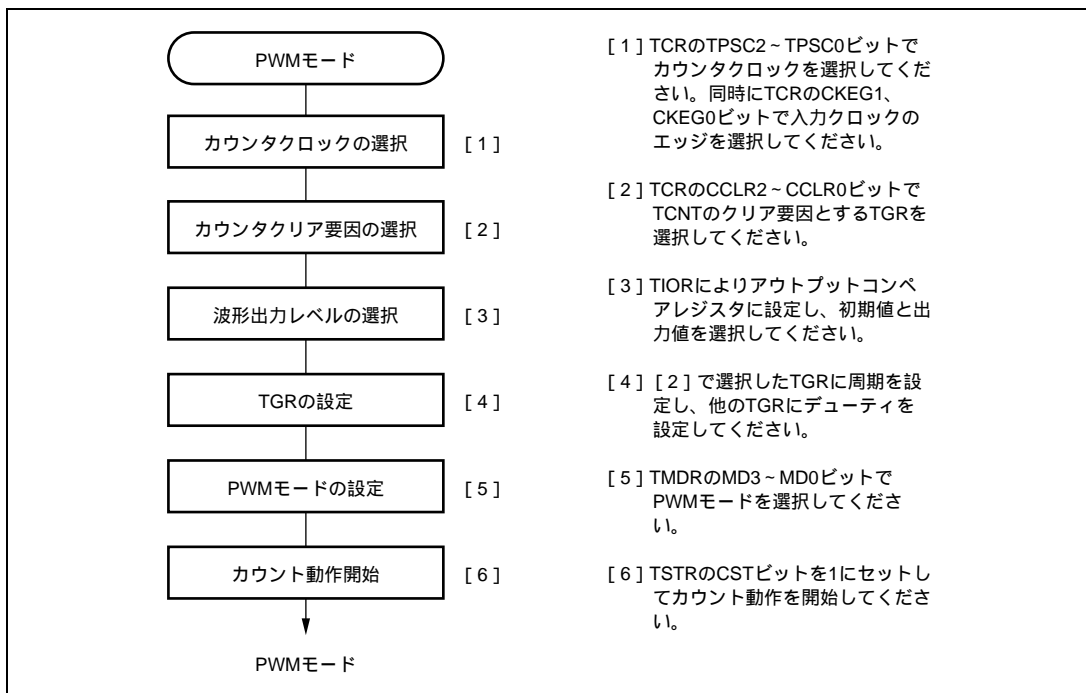 PWMモード
カウンタクロックの選択 [1]
カウンタクリア要因の選択 [2]
波形出力レベルの選択 [3]
TGRの設定 [4]
PWMモードの設定 [5]
カウント動作開始 [6]
PWMモード
[1] TCRのTPSC2~TPSC0ビットで
カウンタクロックを選択してくだ
さい。同時にTCRのCKEG1、
CKEG0ビットで入力クロックの
エッジを選択してください。
[2] TCRのCCLR2~CCLR0ビットで
TCNTのクリア要因とするTGRを
選択してください。
[3] TIORによりアウトプットコンペ
アレジスタに設定し、初期値と出
力値を選択してください。
[4] [2]で選択したTGRに周期を設
定し、他のTGRにデューティを
設定してください。
[5] TMDRのMD3~MD0ビットで
PWMモードを選択してくださ
い。
[6] TSTRのCSTビットを1にセットし
てカウント動作を開始してくださ
い。